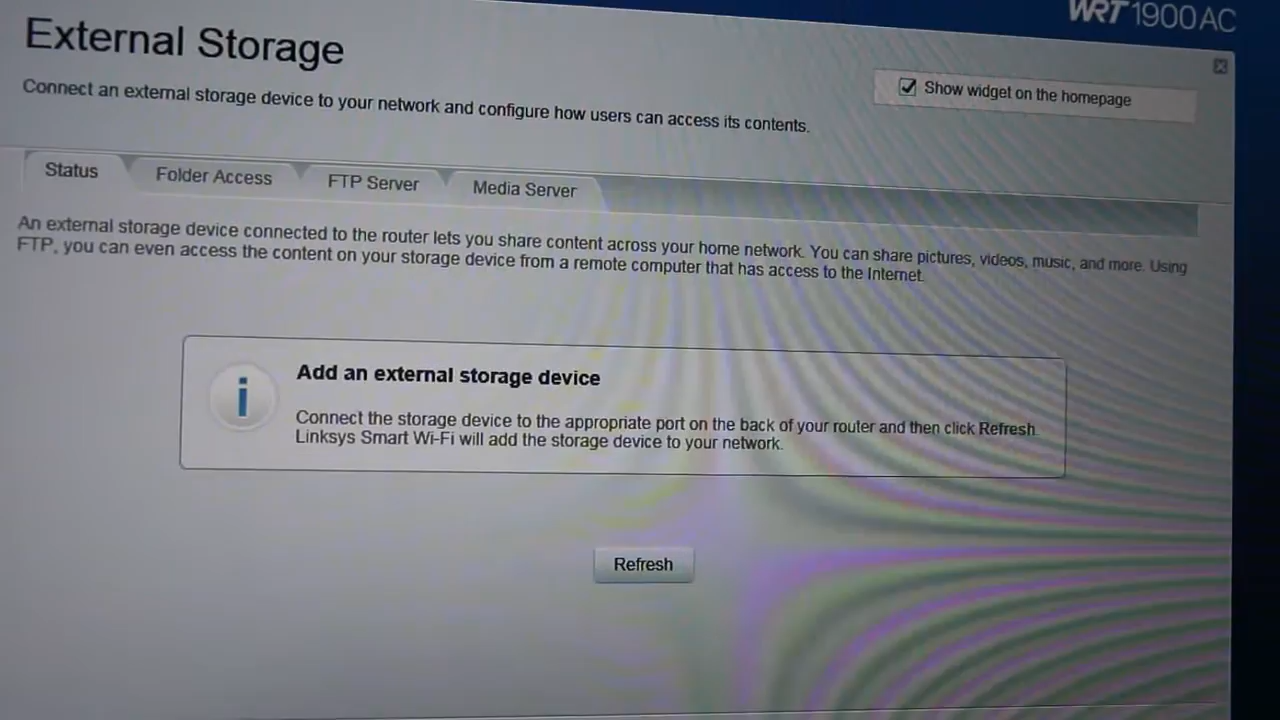 WRT1900AC
External Storage
Connect an external storage device to your network and configure how users can access its contents.
Show widget on the homepage
Status
Folder Access
FTP Server
Media Server
An external storage device connected to the router lets you share content across your home network. You can share pictures, videos, music, and more. Using
FTP, you can even access the content on your storage device from a remote computer that has access to the Internet.
i
Add an external storage device
Connect the storage device to the appropriate port on the back of your router and then click Refresh.
Linksys Smart Wi-Fi will add the storage device to your network.
Refresh